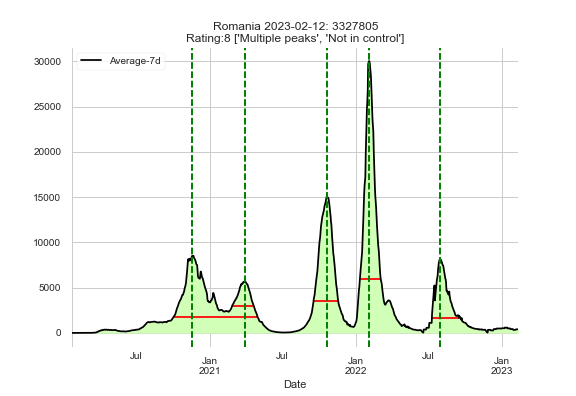 Romania 2023-02-12: 3327805
Rating:8 ['Multiple peaks', 'Not in control']
Average-7d
30000
25000
20000
15000
10000
5000
0
Jul
Jan
2021
Jul
Jan
2022
Jul
Jan
2023
Date